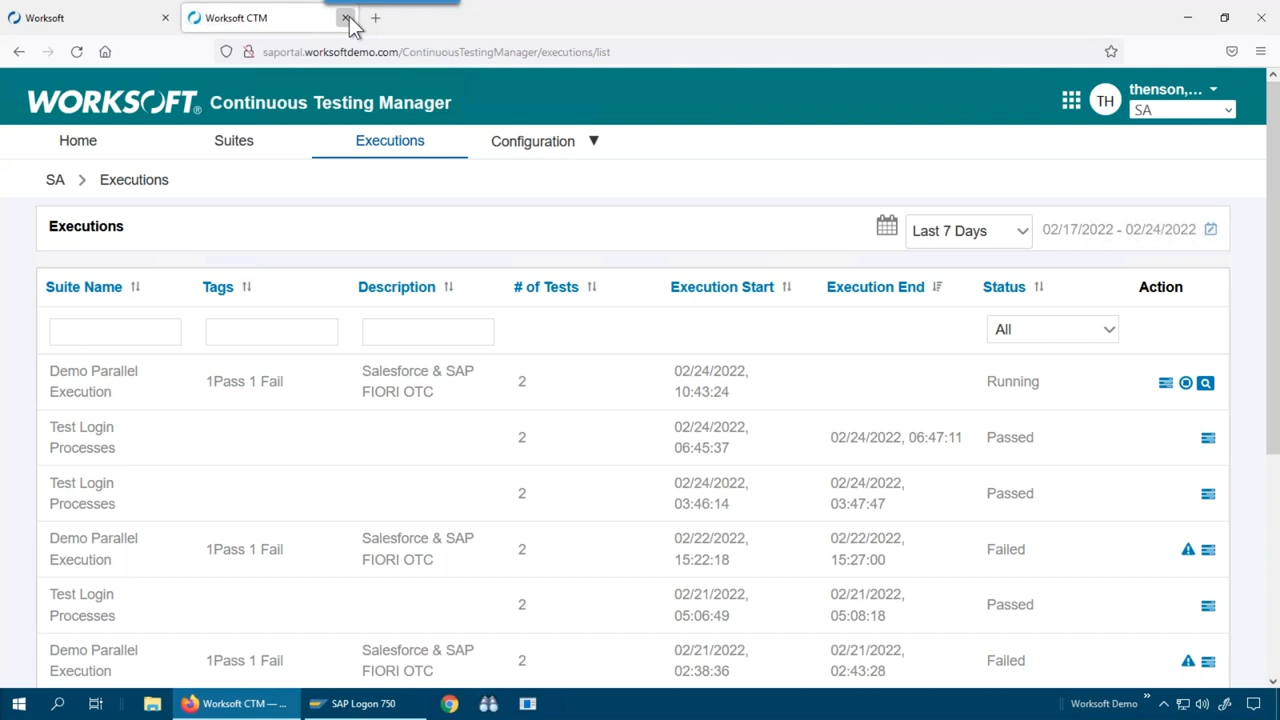 Worksoft
Worksoft CTM
saportal.worksoftdemo.com/ContinuousTestingManager/executions/list
WORKSOFT® Continuous Testing Manager
TH
thenson,...
SA
Home
Suites
Executions
Configuration ▼
SA > Executions
Executions
Last 7 Days
02/17/2022 - 02/24/2022
Suite Name
Tags
Description
# of Tests
Execution Start
Execution End
Status
Action
All
Demo Parallel
Execution
1Pass 1 Fail
Salesforce & SAP
FIORI OTC
2
02/24/2022,
10:43:24
Running
Test Login
Processes
2
02/24/2022,
06:45:37
02/24/2022, 06:47:11
Passed
Test Login
Processes
2
02/24/2022,
03:46:14
02/24/2022,
03:47:47
Passed
Demo Parallel
Execution
1Pass 1 Fail
Salesforce & SAP
FIORI OTC
2
02/22/2022,
15:22:18
02/22/2022,
15:27:00
Failed
Test Login
Processes
2
02/21/2022,
05:06:49
02/21/2022,
05:08:18
Passed
Demo Parallel
Execution
1Pass 1 Fail
Salesforce & SAP
FIORI OTC
2
02/21/2022,
02:38:36
02/21/2022,
02:43:28
Failed
Worksoft CTM — ...
SAP Logon 750
Worksoft Demo